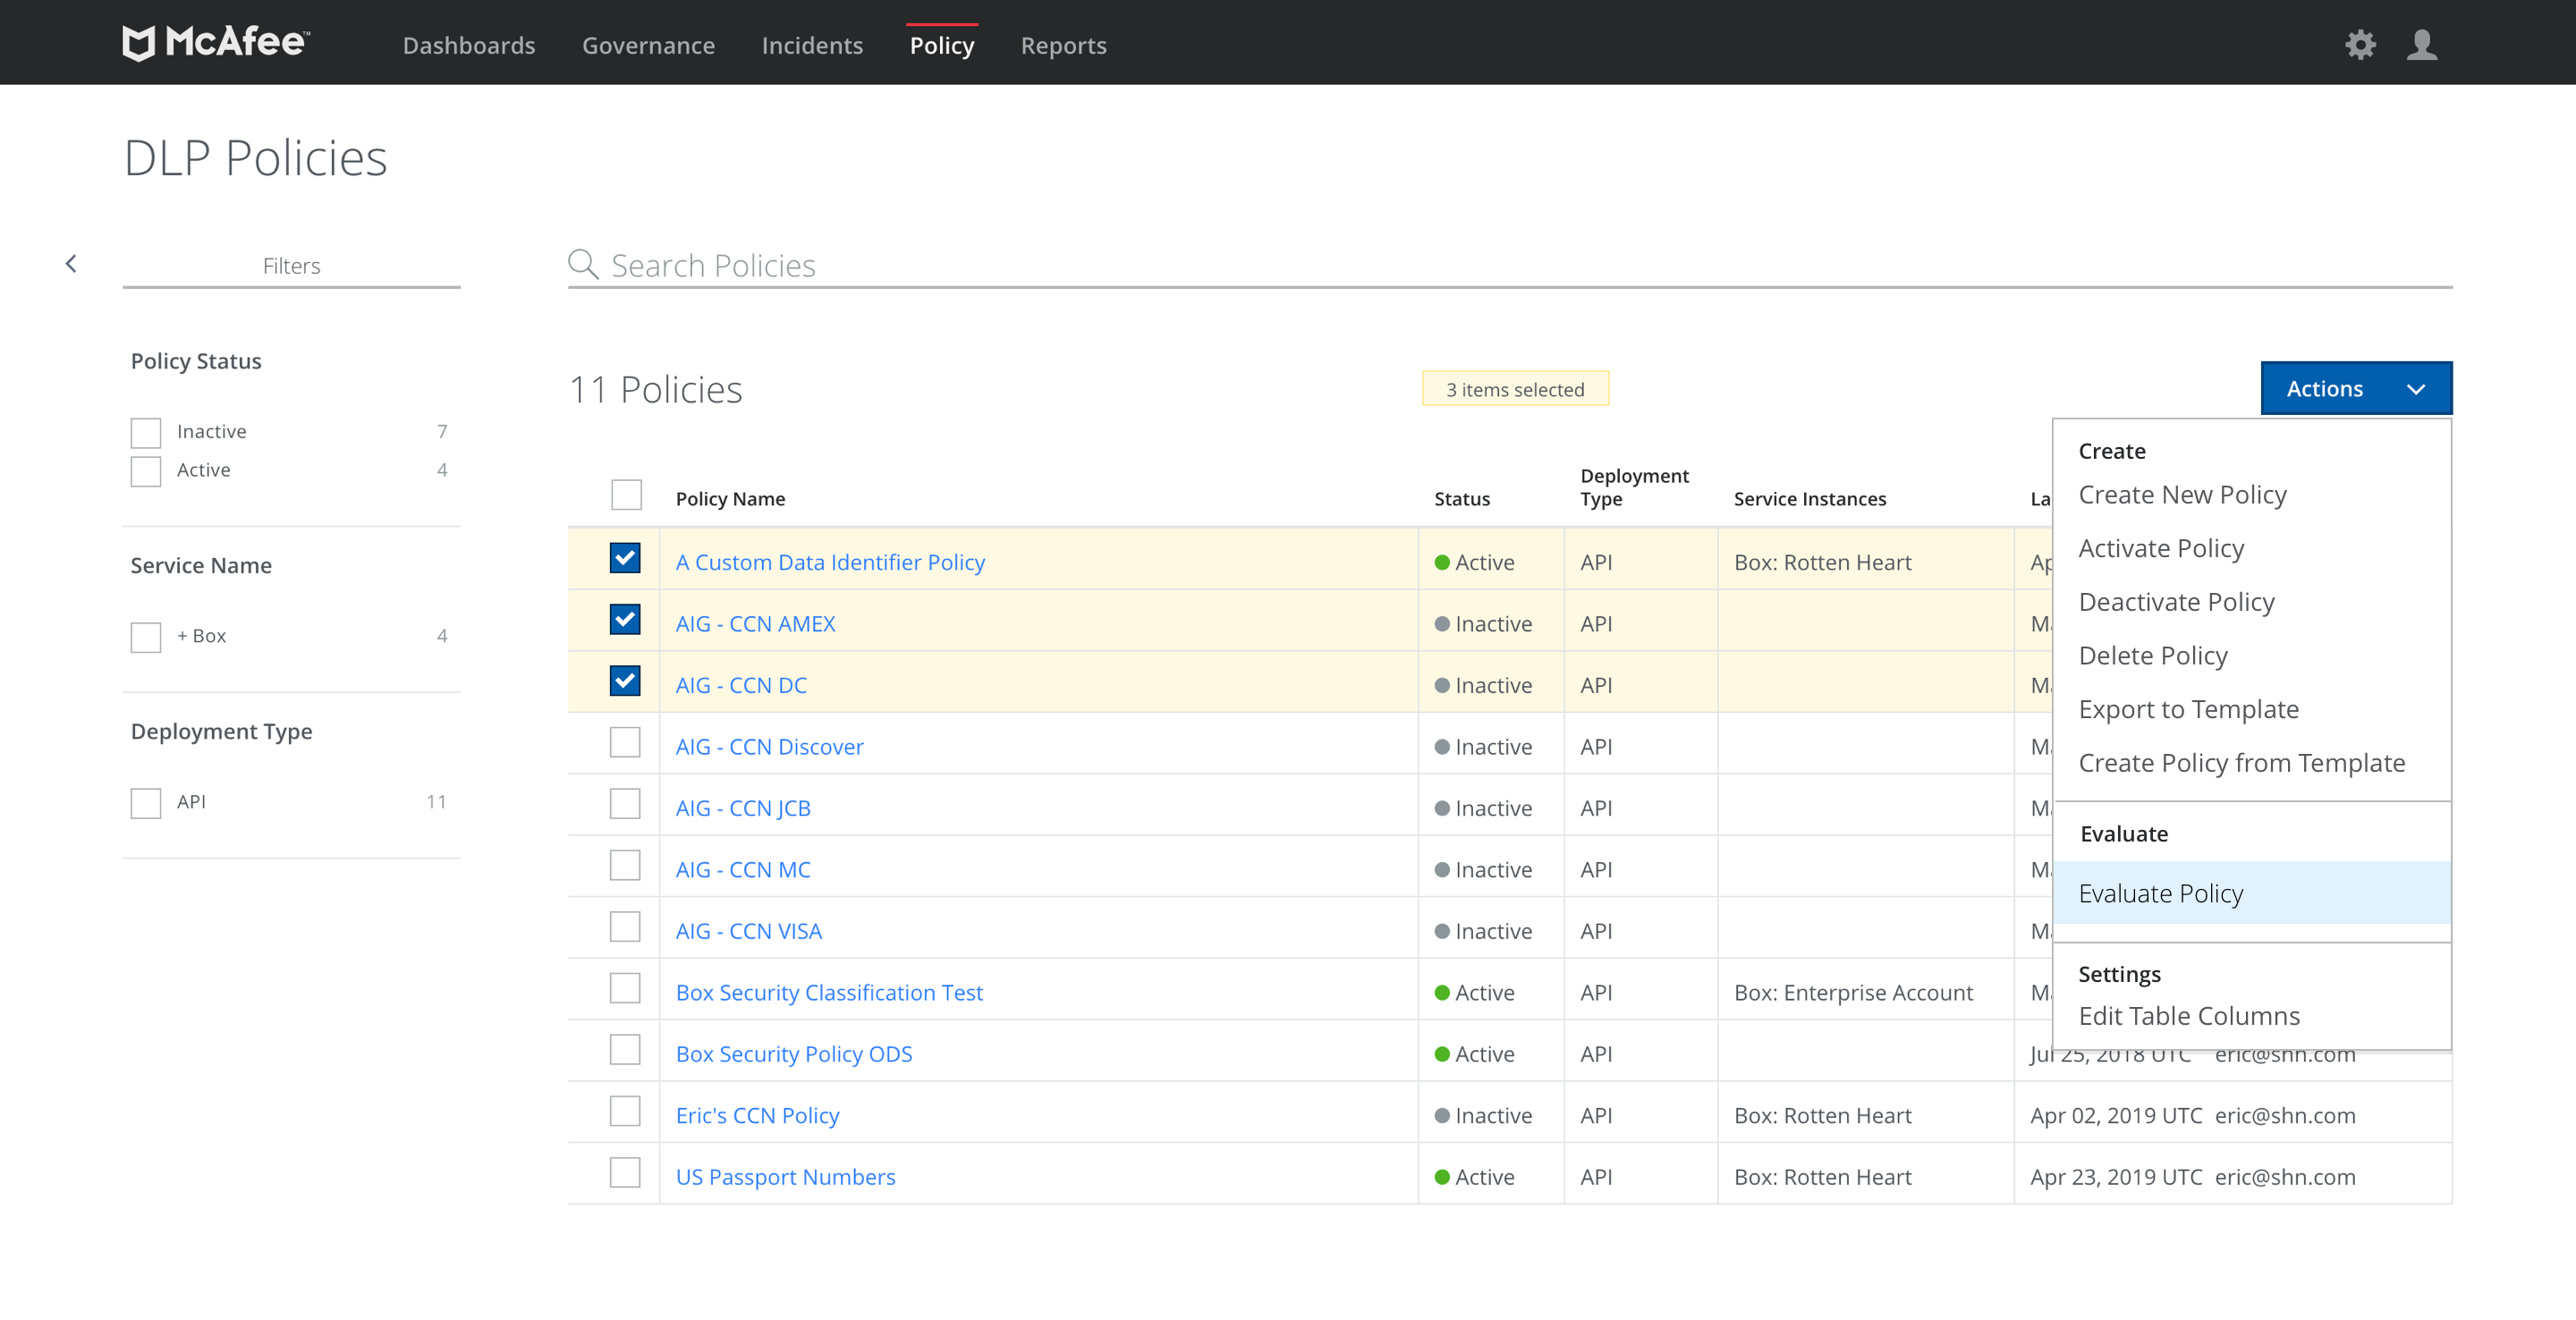 McAfee™ Dashboards Governance Incidents Policy Reports
DLP Policies
Filters
Search Policies
Policy Status
Inactive 7
Active 4
Service Name
+ Box 4
Deployment Type
API 11
11 Policies
3 items selected
Actions
Policy Name Status Deployment Type Service Instances La
A Custom Data Identifier Policy Active API Box: Rotten Heart Ap
AIG - CCN AMEX Inactive API
AIG - CCN DC Inactive API
AIG - CCN Discover Inactive API
AIG - CCN JCB Inactive API
AIG - CCN MC Inactive API
AIG - CCN VISA Inactive API
Box Security Classification Test Active API Box: Enterprise Account
Box Security Policy ODS Active API Jul 25, 2018 UTC eric@shn.com
Eric's CCN Policy Inactive API Box: Rotten Heart Apr 02, 2019 UTC eric@shn.com
US Passport Numbers Active API Box: Rotten Heart Apr 23, 2019 UTC eric@shn.com
Create
Create New Policy
Activate Policy
Deactivate Policy
Delete Policy
Export to Template
Create Policy from Template
Evaluate
Evaluate Policy
Settings
Edit Table Columns